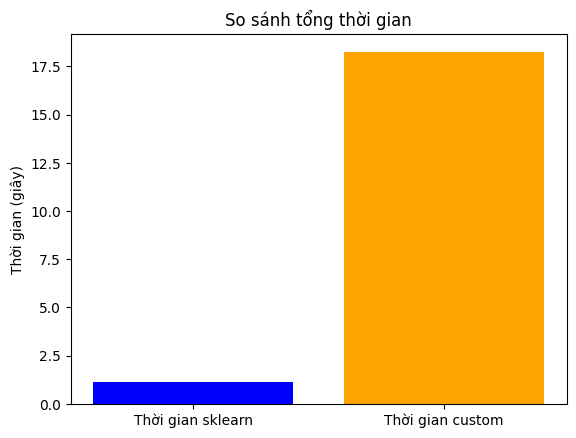 So sánh tổng thời gian
Thời gian (giây)
17.5
15.0
12.5
10.0
7.5
5.0
2.5
0.0
Thời gian sklearn
Thời gian custom